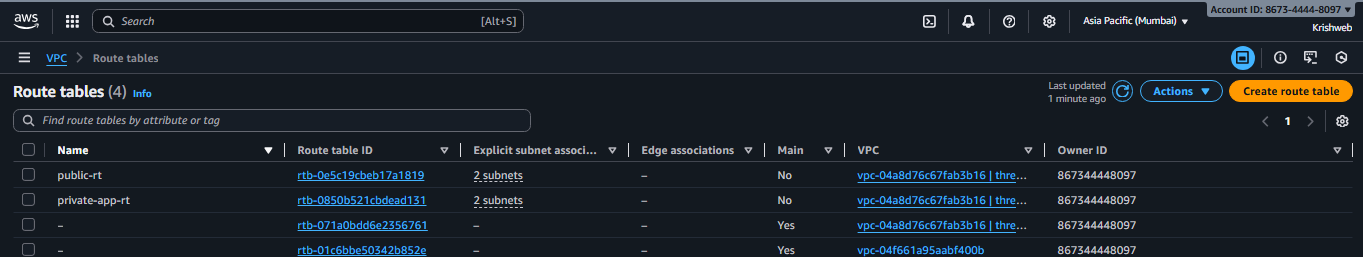 aws Search [Alt+S] Asia Pacific (Mumbai) Account ID: 8673-4444-8097
Krishweb
VPC Route tables
Route tables (4) Info Last updated 1 minute ago Actions Create route table
Find route tables by attribute or tag 1
Name Route table ID Explicit subnet associ... Edge associations Main VPC Owner ID
public-rt rtb-0e5c19cbeb17a1819 2 subnets – No vpc-04a8d76c67fab3b16 | thre... 867344448097
private-app-rt rtb-0850b521cbdead131 2 subnets – No vpc-04a8d76c67fab3b16 | thre... 867344448097
– rtb-071a0bdd6e2356761 – – Yes vpc-04a8d76c67fab3b16 | thre... 867344448097
– rtb-01c6bbe50342b852e – – Yes vpc-04f661a95aabf400b 867344448097